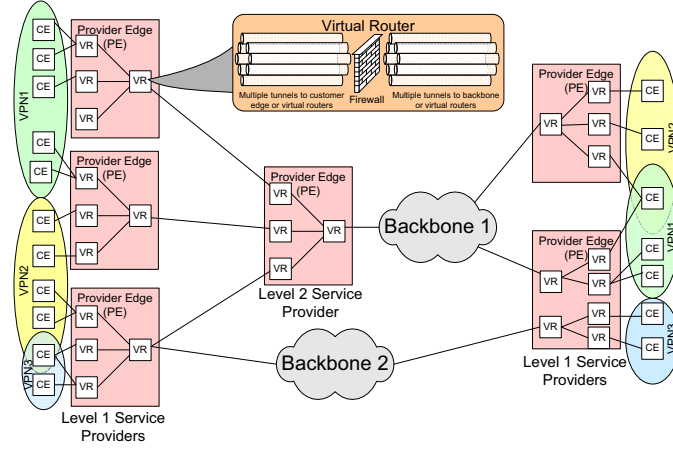 Virtual Router
Multiple tunnels to customer
edge or virtual routers
Firewall
Multiple tunnels to backbone
or virtual routers
VPN1
CE
CE
CE
CE
CE
Provider Edge
(PE)
VR
VR
VR
VR
Provider Edge
(PE)
VR
VR
VR
VPN2
CE
CE
CE
CE
VPN3
CE
CE
Provider Edge
(PE)
VR
VR
VR
VR
Level 1 Service
Providers
Provider Edge
(PE)
VR
VR
VR
VR
Level 2 Service
Provider
Backbone 1
Backbone 2
Provider Edge
(PE)
VR
VR
VR
VR
Provider Edge
(PE)
VR
VR
VR
VR
VR
VR
Level 1 Service
Providers
CE
CE
VPN2
CE
VPN1
CE
CE
CE
VPN3
CE